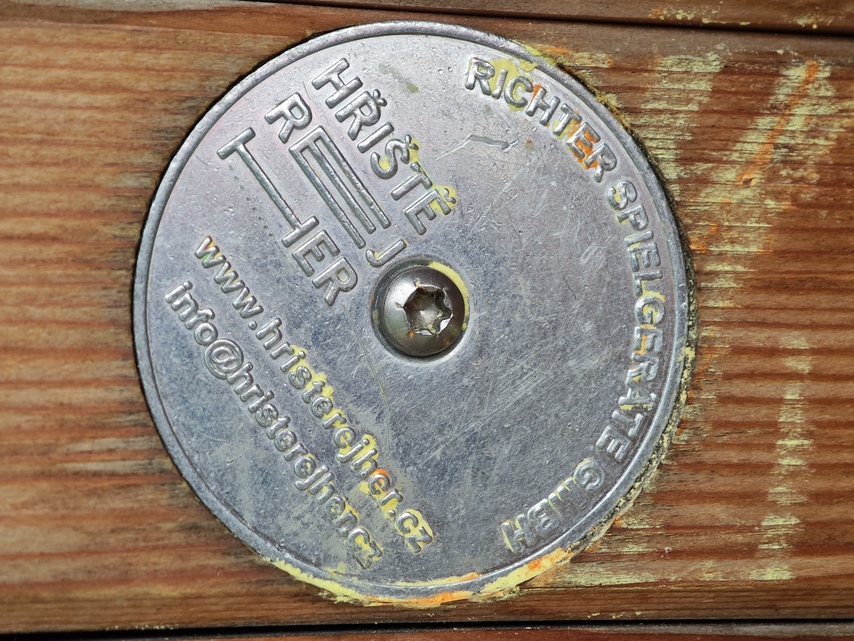 HŘIŠTĚ
REJ
HER
www.hristerejher.cz
info@hristerejher.cz
RICHTER SPIELGERÄTE GMBH